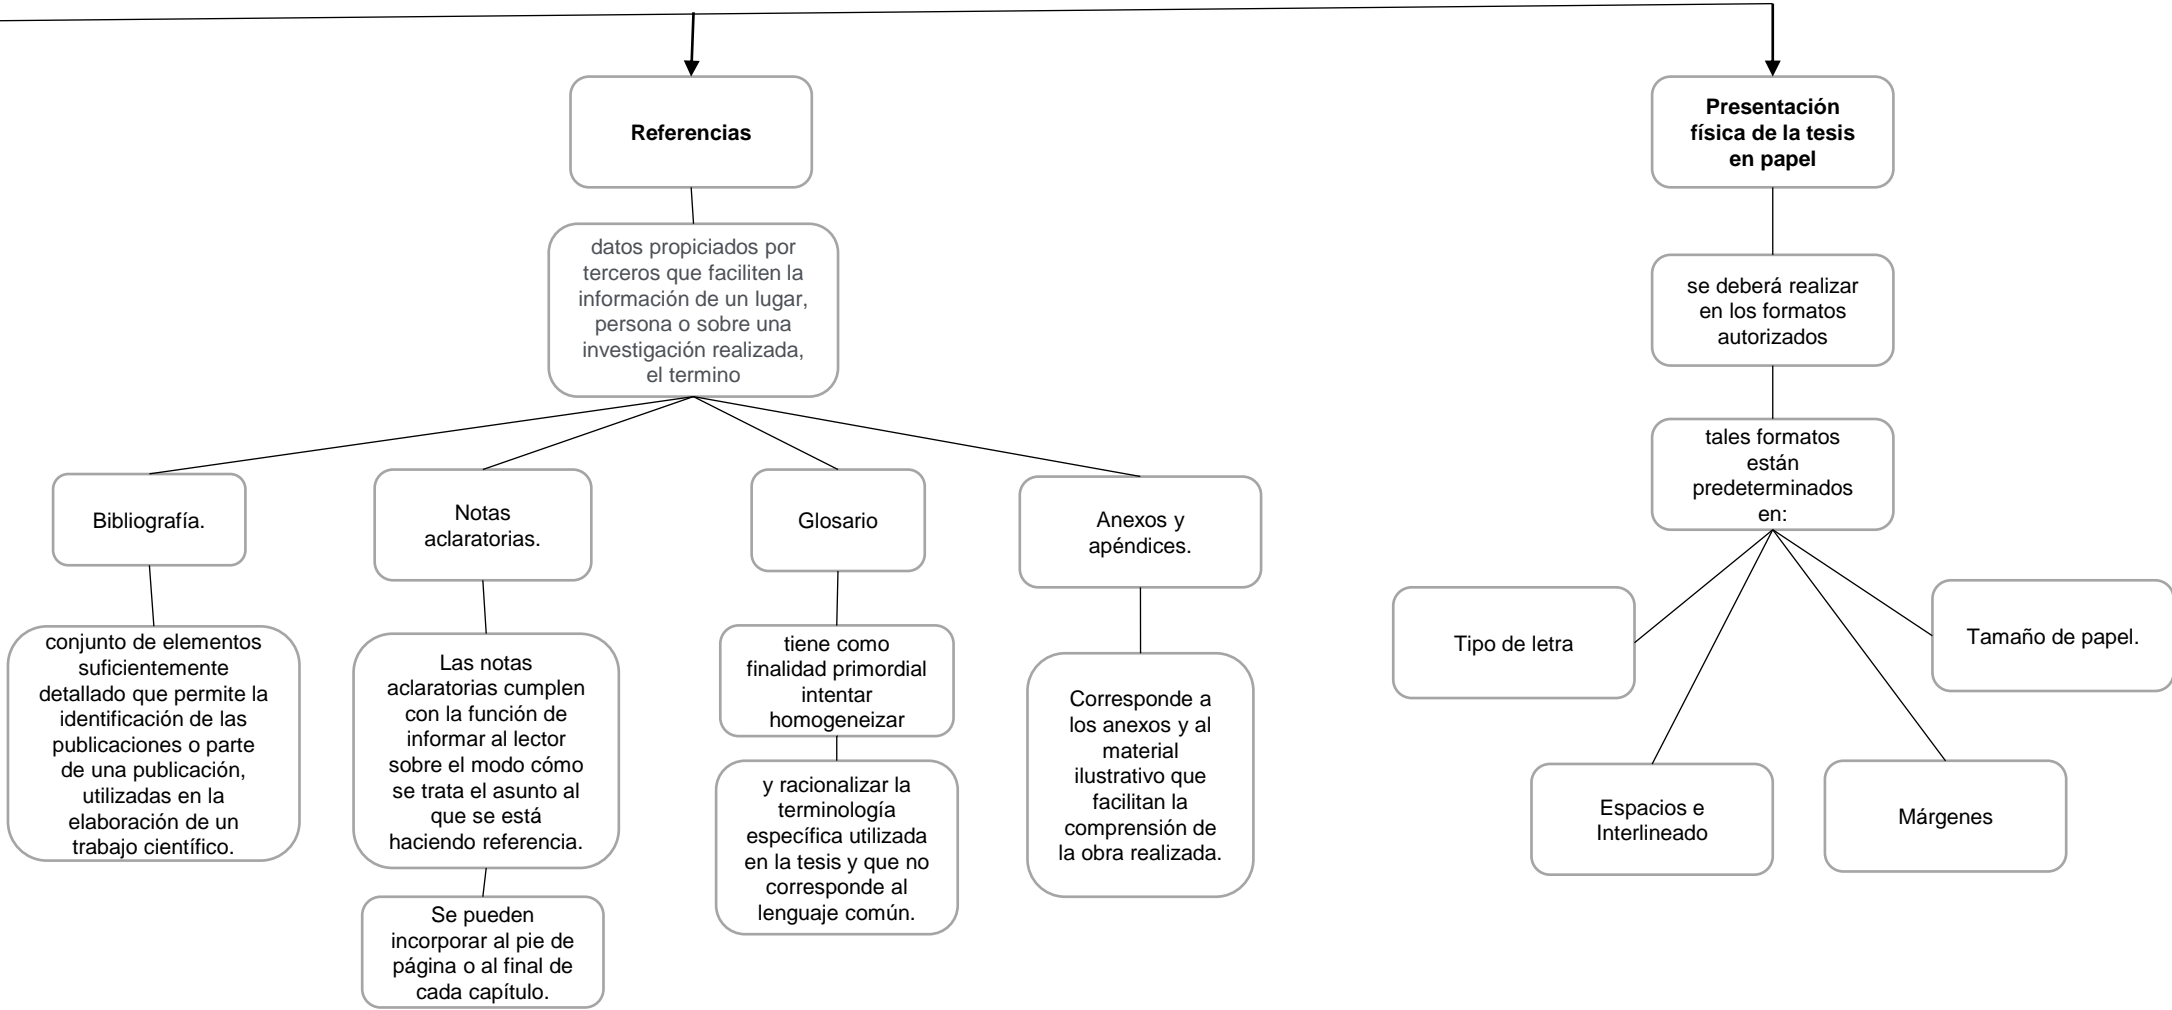 Referencias
datos propiciados por
terceros que faciliten la
información de un lugar,
persona o sobre una
investigación realizada,
el termino
Bibliografía.
conjunto de elementos
suficientemente
detallado que permite la
identificación de las
publicaciones o parte
de una publicación,
utilizadas en la
elaboración de un
trabajo científico.
Notas
aclaratorias.
Las notas
aclaratorias cumplen
con la función de
informar al lector
sobre el modo cómo
se trata el asunto al
que se está
haciendo referencia.
Se pueden
incorporar al pie de
página o al final de
cada capítulo.
Glosario
tiene como
finalidad primordial
intentar
homogeneizar
y racionalizar la
terminología
específica utilizada
en la tesis y que no
corresponde al
lenguaje común.
Anexos y
apéndices.
Corresponde a
los anexos y al
material
ilustrativo que
facilitan la
comprensión de
la obra realizada.
Presentación
física de la tesis
en papel
se deberá realizar
en los formatos
autorizados
tales formatos
están
predeterminados
en:
Tipo de letra
Espacios e
Interlineado
Márgenes
Tamaño de papel.